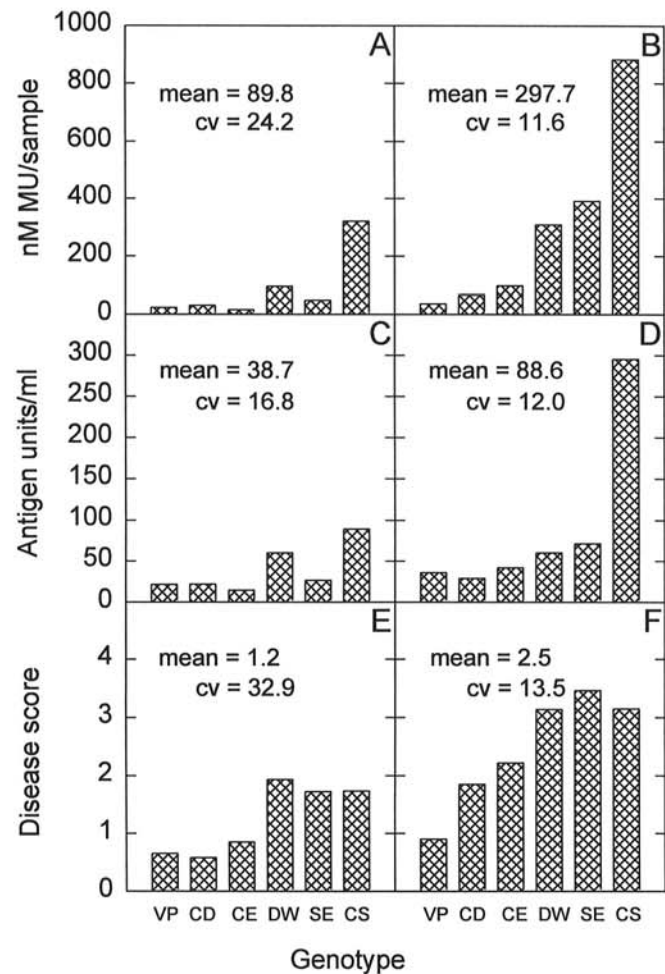 nM MU/sample
1000
800
600
400
200
0
A
mean = 89.8
cv = 24.2
B
mean = 297.7
cv = 11.6
Antigen units/ml
300
250
200
150
100
50
0
C
mean = 38.7
cv = 16.8
D
mean = 88.6
cv = 12.0
Disease score
4
3
2
1
0
E
mean = 1.2
cv = 32.9
F
mean = 2.5
cv = 13.5
VP CD CE DW SE CS
VP CD CE DW SE CS
Genotype